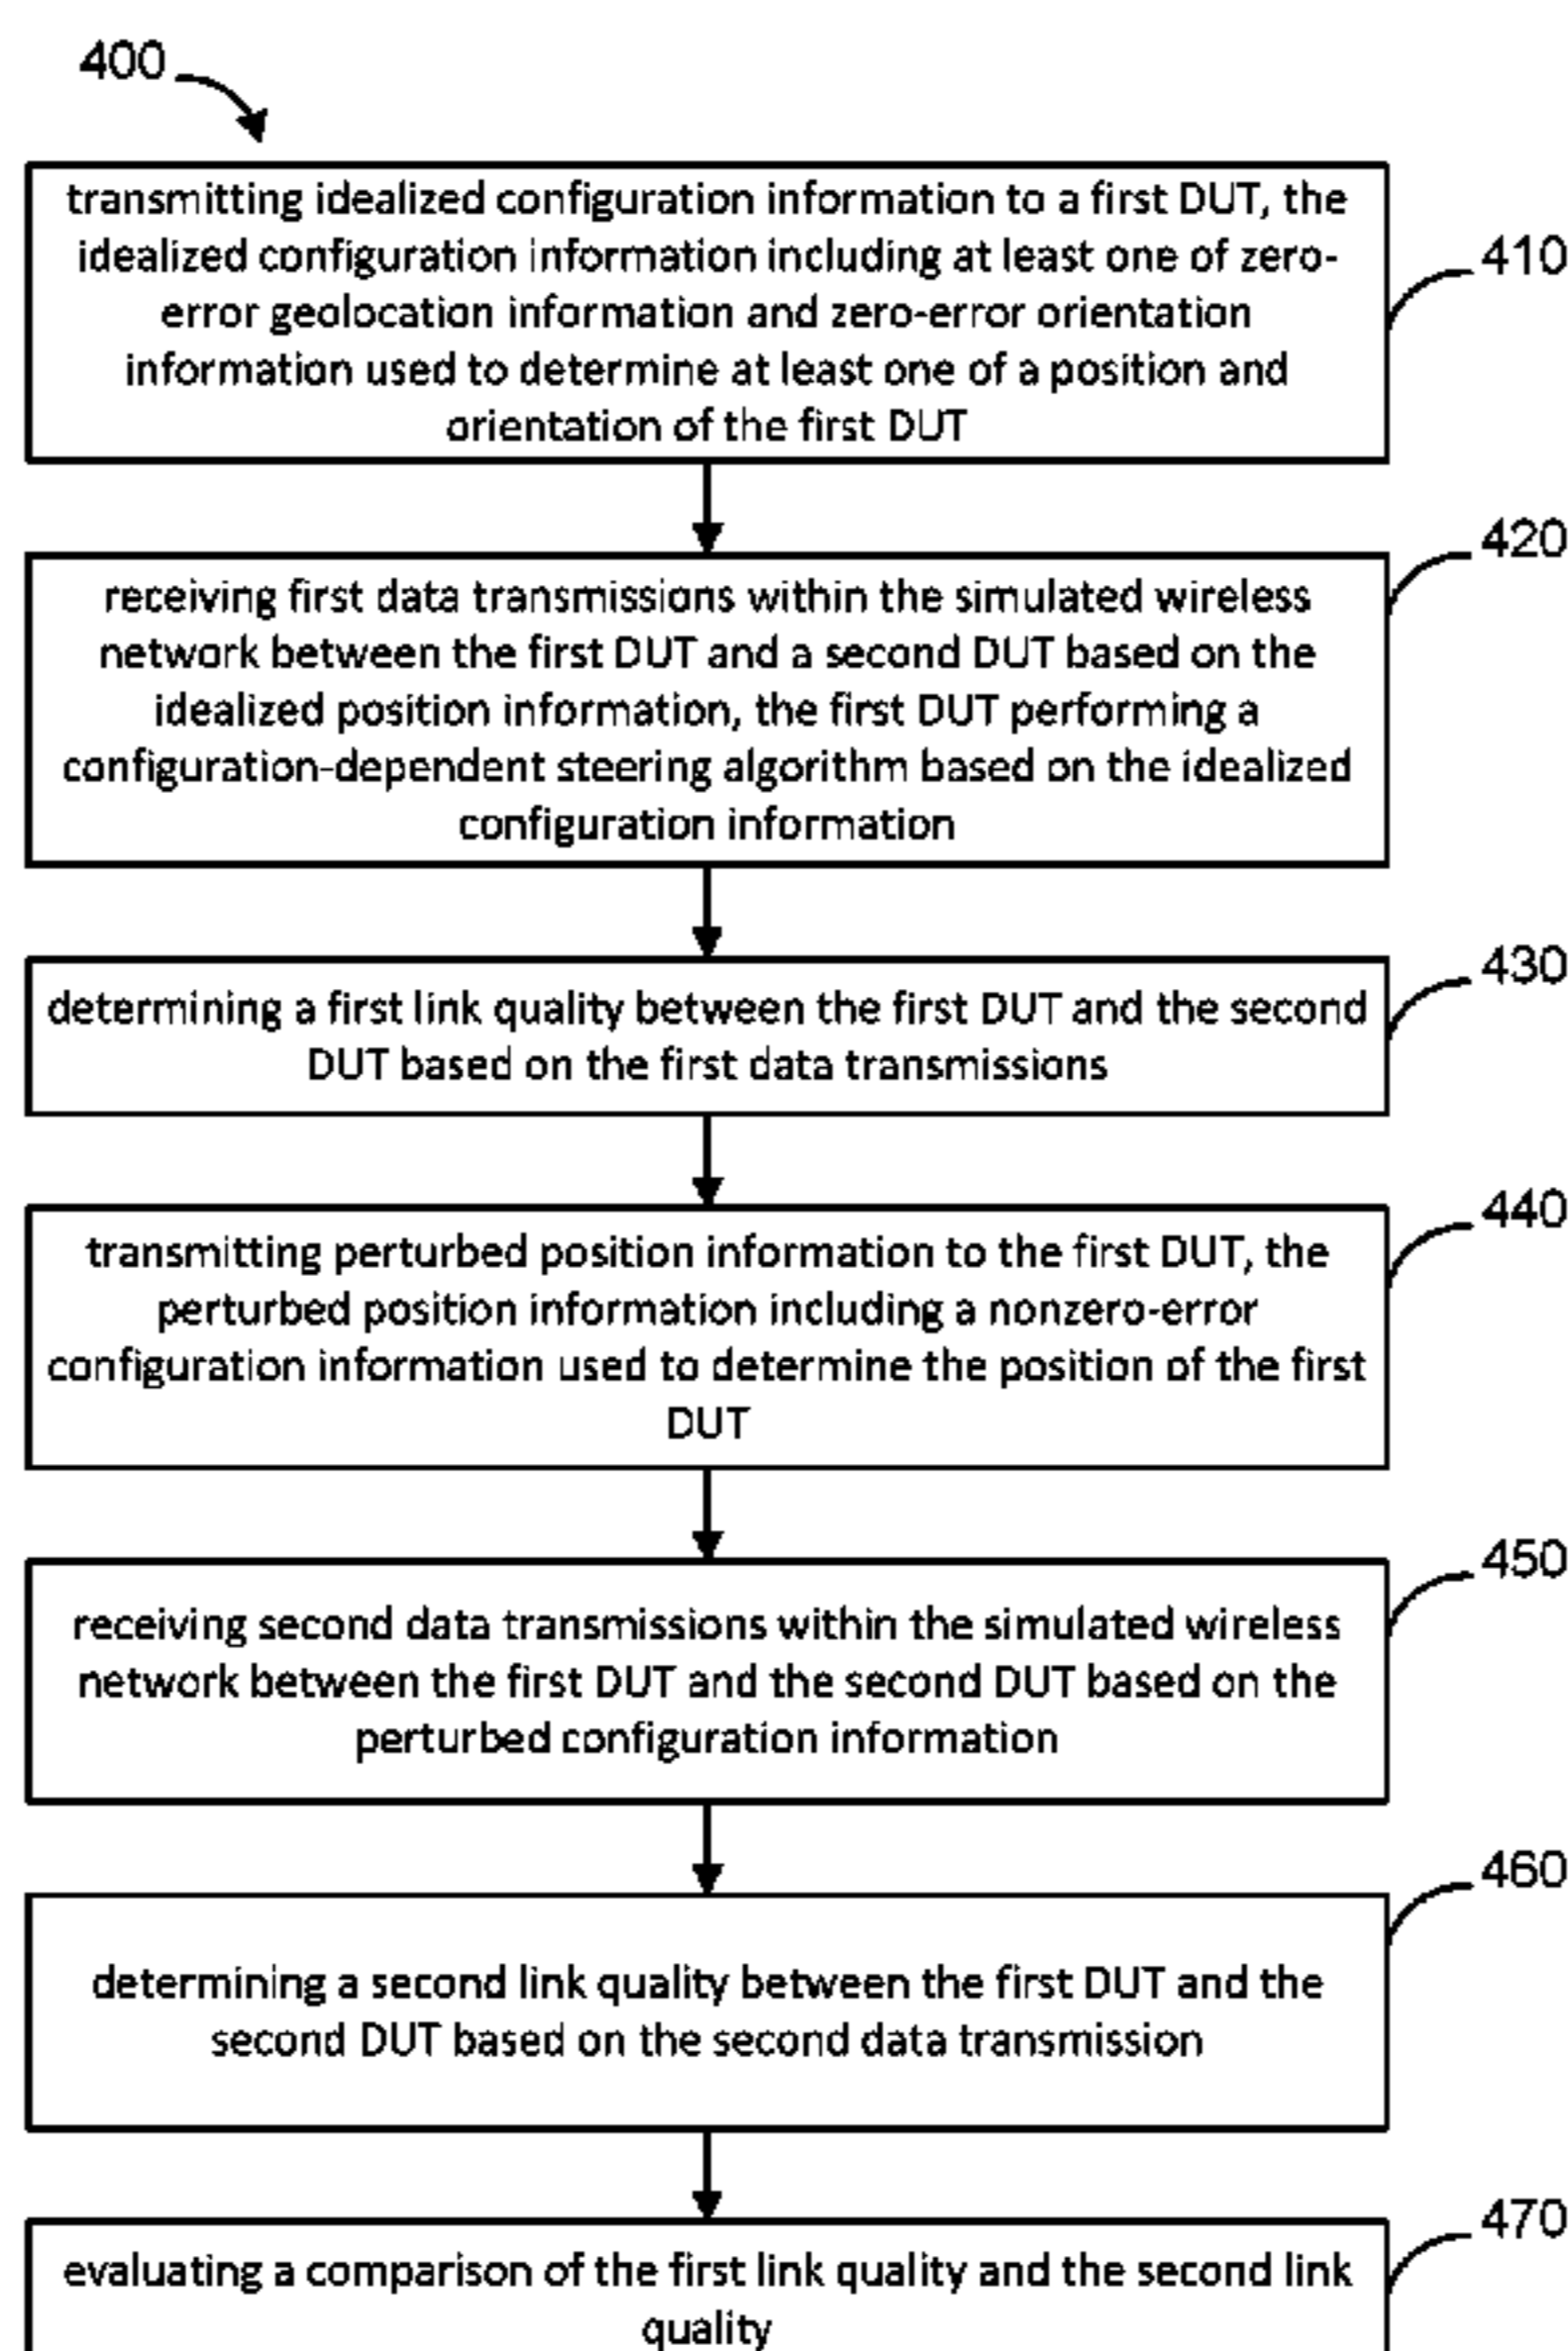 400
transmitting idealized configuration information to a first DUT, the
idealized configuration information including at least one of zero-
error geolocation information and zero-error orientation
information used to determine at least one of a position and
orientation of the first DUT
410
receiving first data transmissions within the simulated wireless
network between the first DUT and a second DUT based on the
idealized position information, the first DUT performing a
configuration-dependent steering algorithm based on the idealized
configuration information
420
determining a first link quality between the first DUT and the second
DUT based on the first data transmissions
430
transmitting perturbed position information to the first DUT, the
perturbed position information including a nonzero-error
configuration information used to determine the position of the first
DUT
440
receiving second data transmissions within the simulated wireless
network between the first DUT and the second DUT based on the
perturbed configuration information
450
determining a second link quality between the first DUT and the
second DUT based on the second data transmission
460
evaluating a comparison of the first link quality and the second link
quality
470